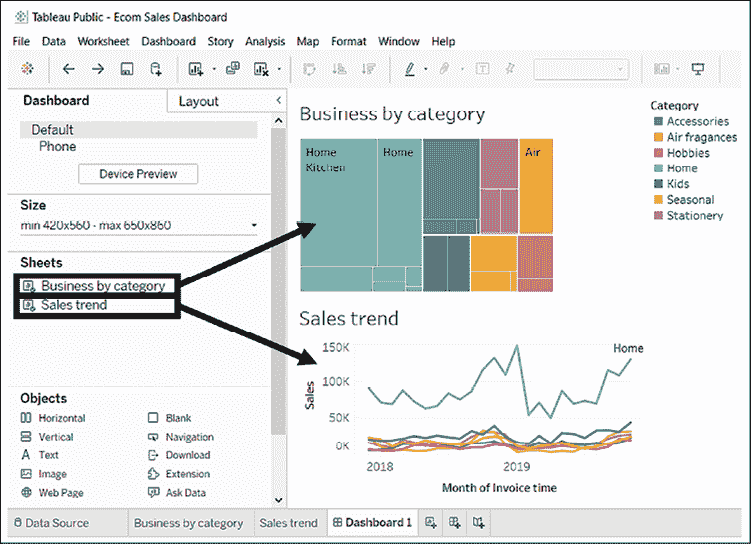 Tableau Public - Ecom Sales Dashboard
File Data Worksheet Dashboard Story Analysis Map Format Window Help
Dashboard Layout
Default
Phone
Device Preview
Size
min 420x560 - max 650x860
Sheets
Business by category
Sales trend
Objects
Horizontal Blank
Vertical Navigation
Text Download
Image Extension
Web Page Ask Data
Business by category
Home
Kitchen
Home
Air
Category
Accessories
Air fragances
Hobbies
Home
Kids
Seasonal
Stationery
Sales trend
150K
100K
50K
0K
Sales
Home
2018 2019
Month of Invoice time
Data Source Business by category Sales trend Dashboard 1